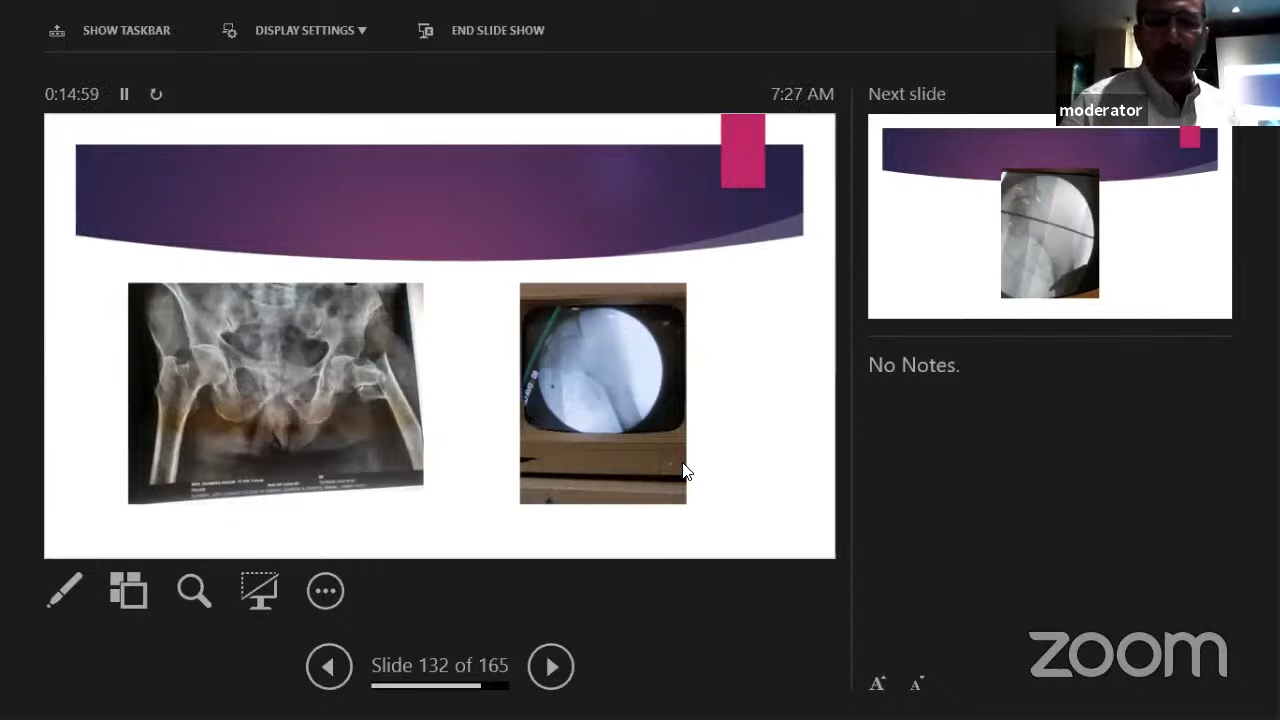 SHOW TASKBAR
DISPLAY SETTINGS ▼
END SLIDE SHOW
0:14:59
7:27 AM
Next slide
moderator
No Notes.
Slide 132 of 165
zoom
A A